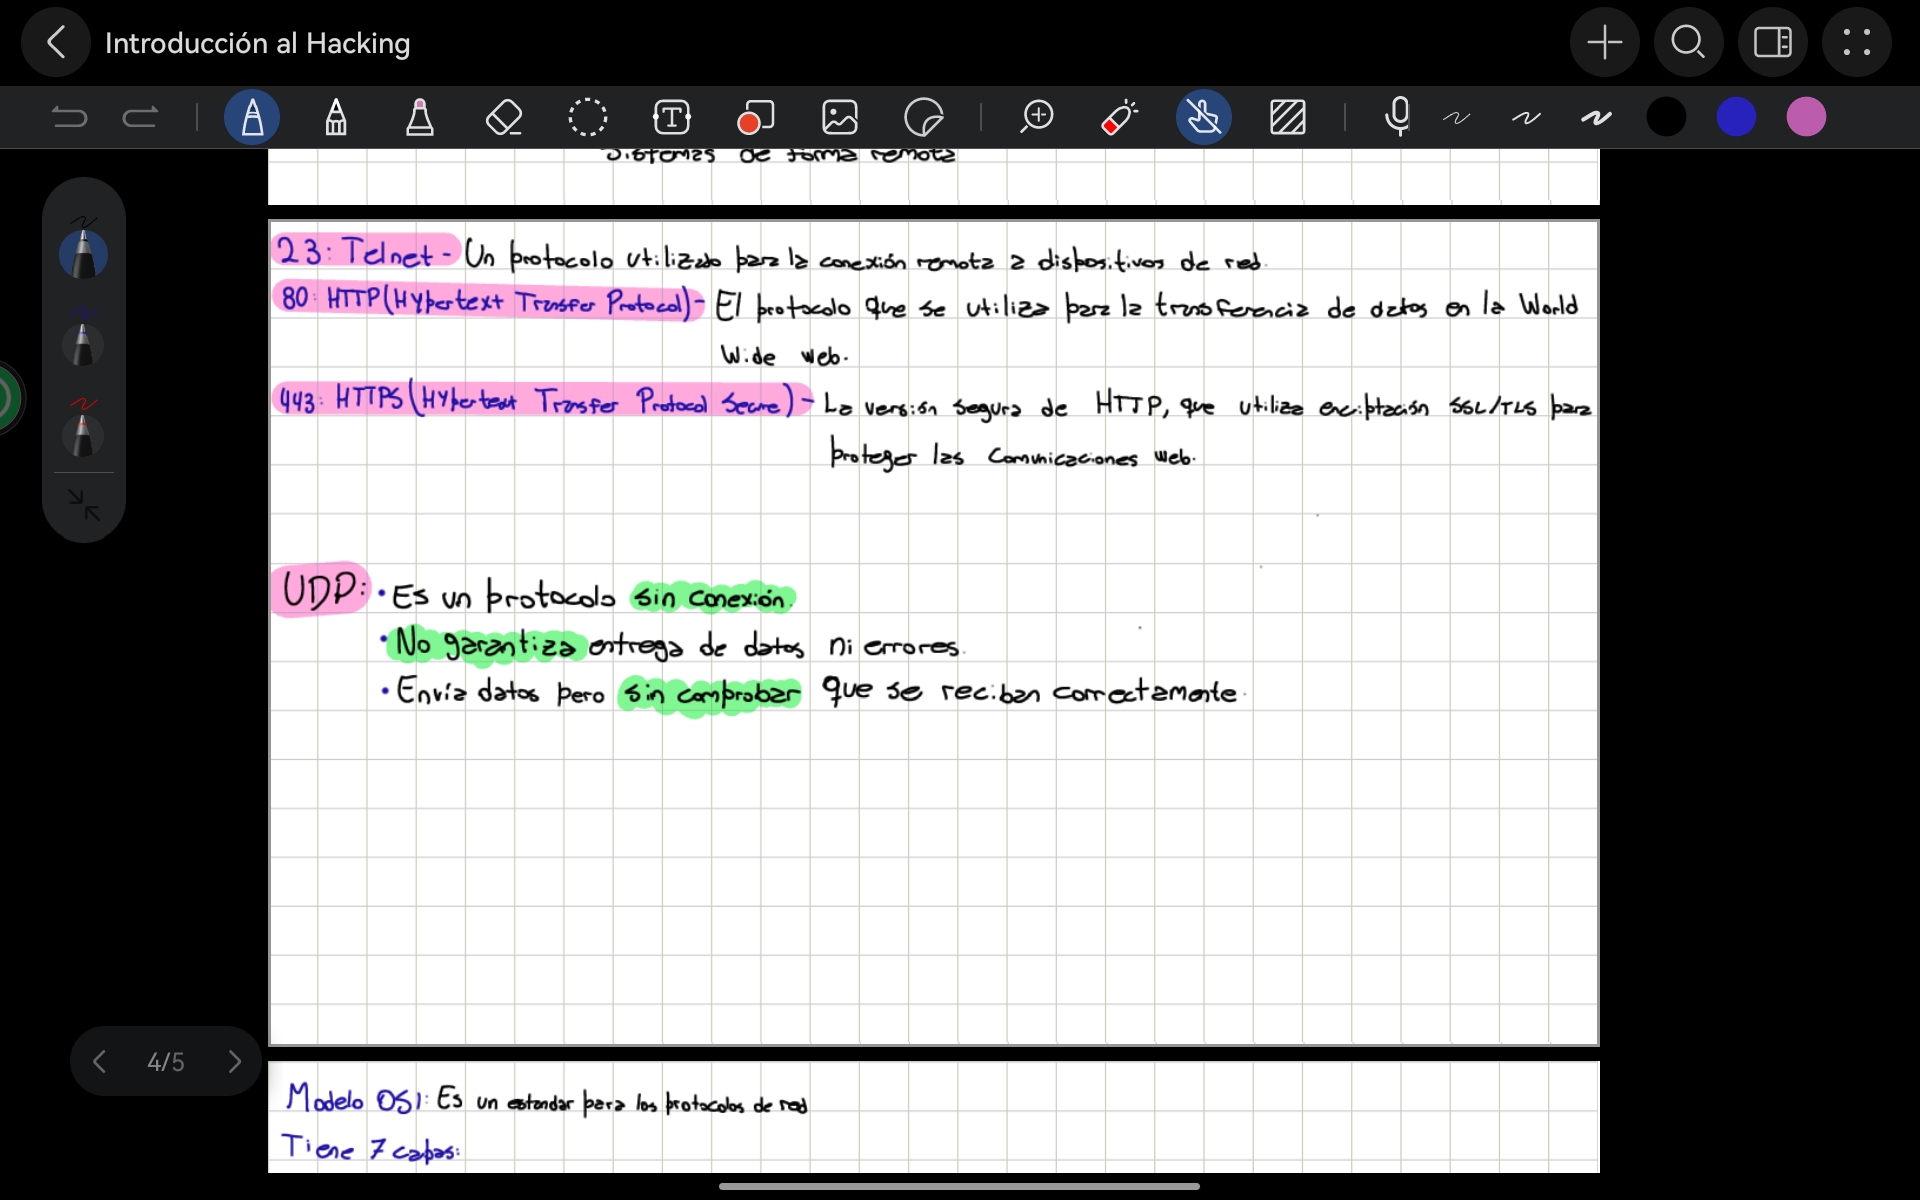 Introducción al Hacking
Sistemas de forma remota
23: Telnet - Un protocolo utilizado para la conexión remota a dispositivos de red.
80: HTTP (Hypertext Transfer Protocol) - El protocolo que se utiliza para la transferencia de datos en la World
Wide web.
443: HTTPS (Hypertext Transfer Protocol Secure) - La versión segura de HTTP, que utiliza encriptación SSL/TLS para
proteger las comunicaciones web.
UDP: • Es un protocolo sin conexión.
• No garantiza entrega de datos ni errores.
• Envía datos pero sin comprobar que se reciban correctamente.
4/5
Modelo OSI: Es un estandar para los protocolos de red
Tiene 7 capas: